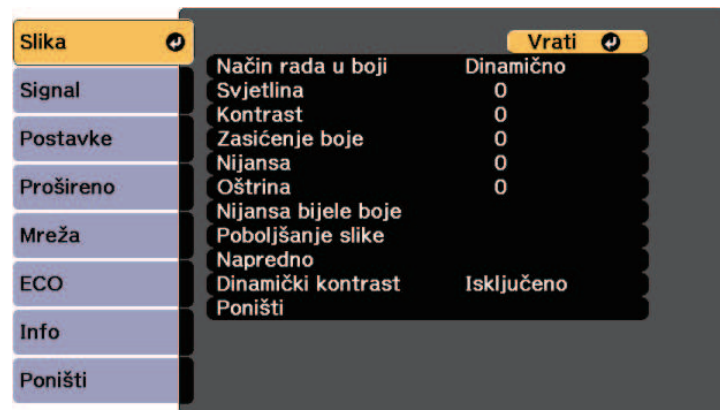 Slika
Signal
Postavke
Prošireno
Mreža
ECO
Info
Poništi
Vrati
Način rada u boji Dinamično
Svjetlina 0
Kontrast 0
Zasićenje boje 0
Nijansa 0
Oštrina 0
Nijansa bijele boje
Poboljšanje slike
Napredno
Dinamički kontrast Isključeno
Poništi